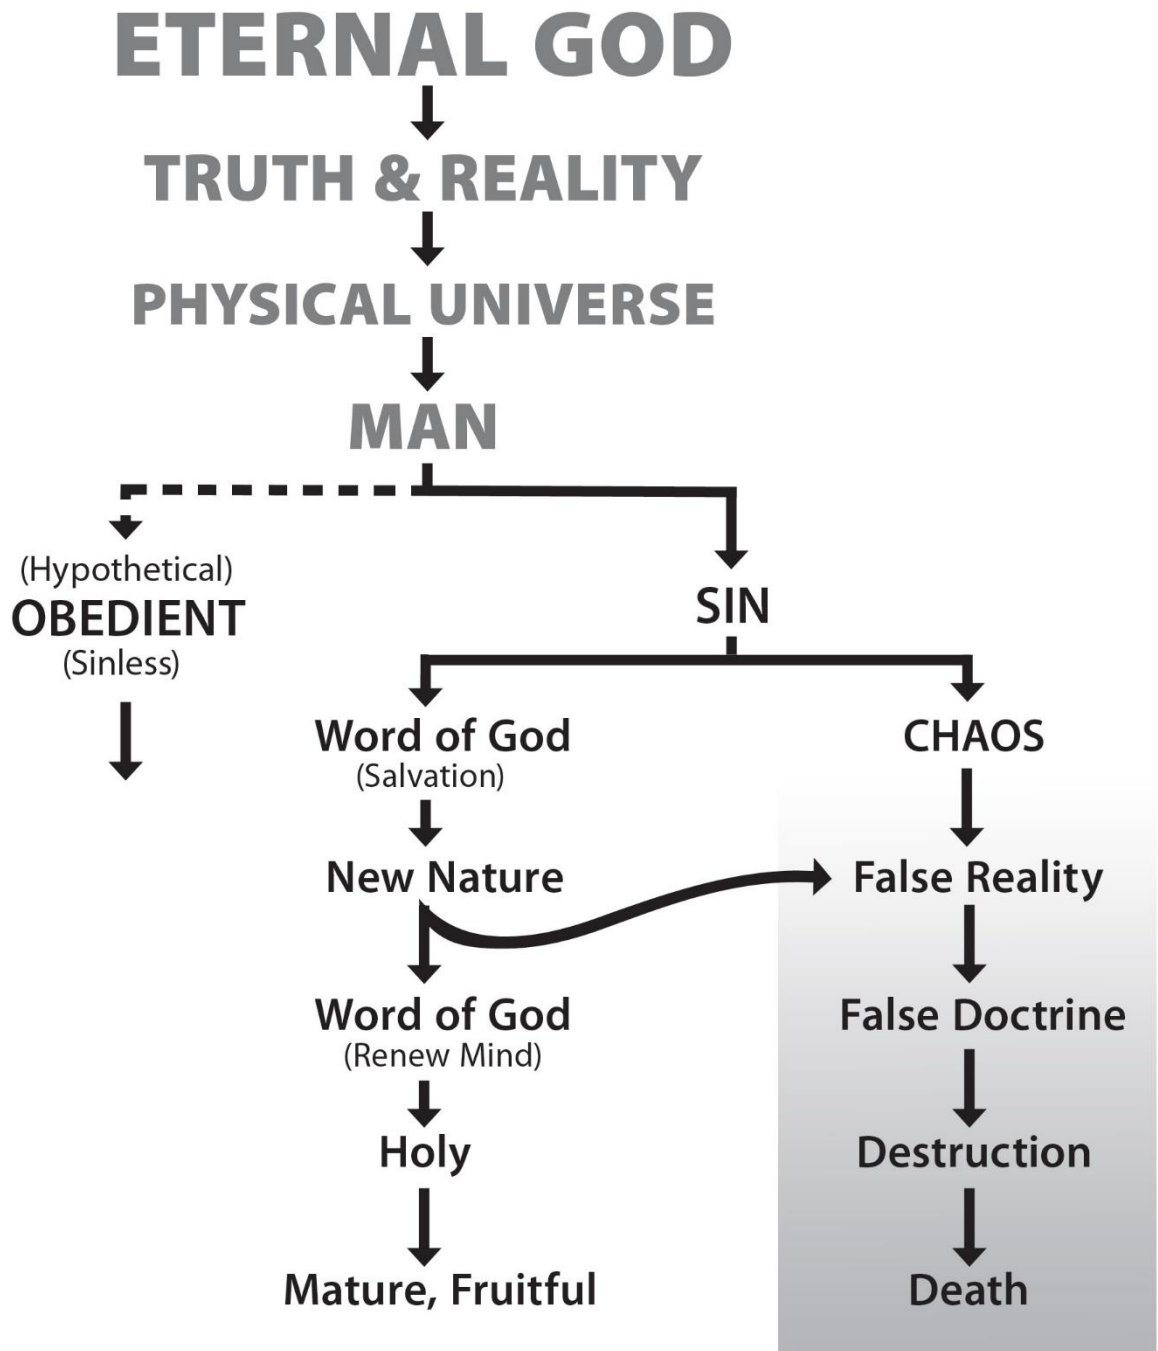 ETERNAL GOD
TRUTH & REALITY
PHYSICAL UNIVERSE
MAN
(Hypothetical)
OBEDIENT
(Sinless)
SIN
Word of God
(Salvation)
CHAOS
New Nature
False Reality
Word of God
(Renew Mind)
False Doctrine
Holy
Destruction
Mature, Fruitful
Death